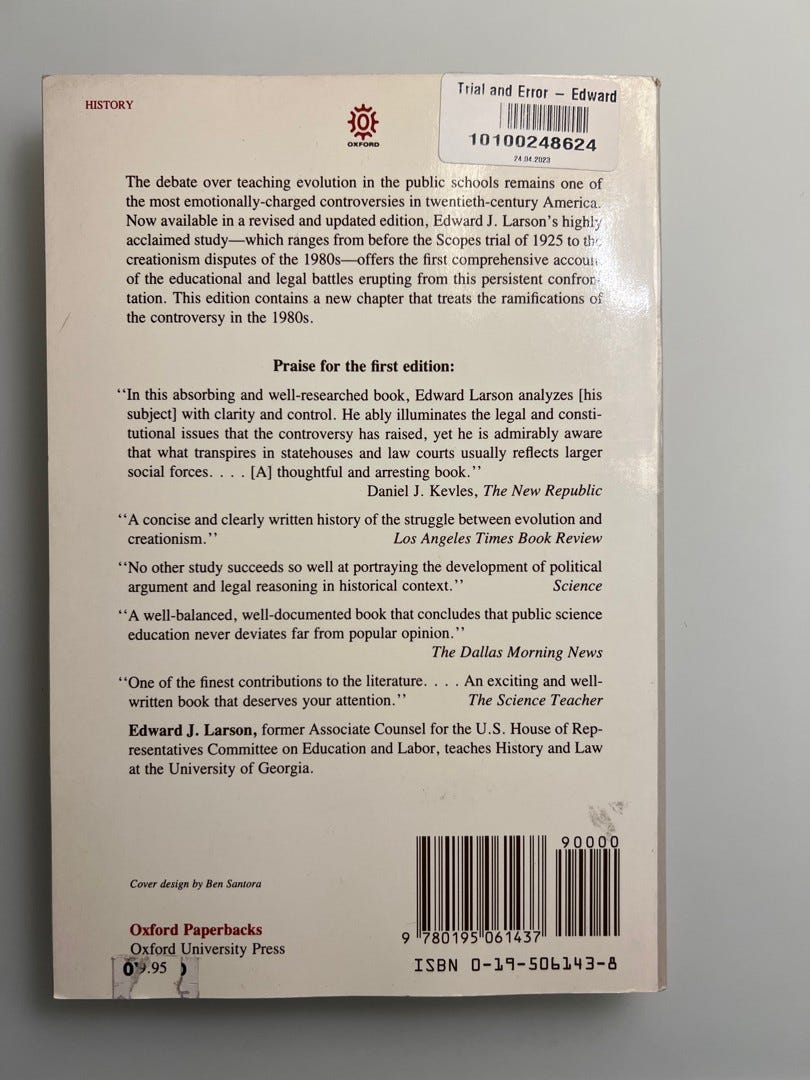 HISTORY
OXFORD
Trial and Error – Edward
10100248624
24.04.2023
The debate over teaching evolution in the public schools remains one of
the most emotionally-charged controversies in twentieth-century America.
Now available in a revised and updated edition, Edward J. Larson's highly
acclaimed study—which ranges from before the Scopes trial of 1925 to the
creationism disputes of the 1980s—offers the first comprehensive account
of the educational and legal battles erupting from this persistent confron-
tation. This edition contains a new chapter that treats the ramifications of
the controversy in the 1980s.
Praise for the first edition:
‘‘In this absorbing and well-researched book, Edward Larson analyzes [his
subject] with clarity and control. He ably illuminates the legal and consti-
tutional issues that the controversy has raised, yet he is admirably aware
that what transpires in statehouses and law courts usually reflects larger
social forces. . . . [A] thoughtful and arresting book.’’
Daniel J. Kevles, The New Republic
‘‘A concise and clearly written history of the struggle between evolution and
creationism.’’ Los Angeles Times Book Review
‘‘No other study succeeds so well at portraying the development of political
argument and legal reasoning in historical context.’’ Science
‘‘A well-balanced, well-documented book that concludes that public science
education never deviates far from popular opinion.’’
The Dallas Morning News
‘‘One of the finest contributions to the literature. . . . An exciting and well-
written book that deserves your attention.’’ The Science Teacher
Edward J. Larson, former Associate Counsel for the U.S. House of Rep-
resentatives Committee on Education and Labor, teaches History and Law
at the University of Georgia.
Cover design by Ben Santora
Oxford Paperbacks
Oxford University Press
9.95
90000
9 780195 061437
ISBN 0-19-506143-8